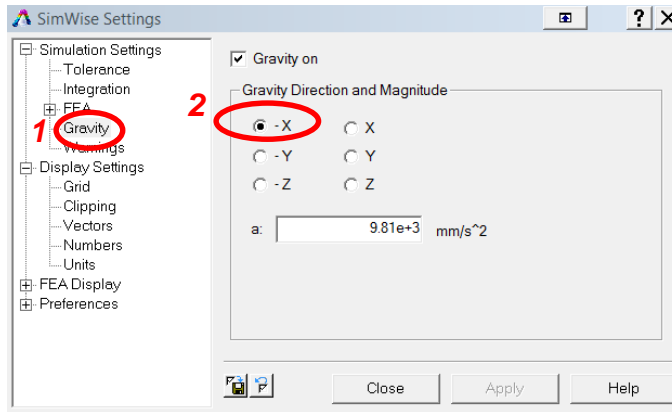 SimWise Settings
?
Simulation Settings
Tolerance
Integration
FEA
Gravity
Warnings
Display Settings
Grid
Clipping
Vectors
Numbers
Units
FEA Display
Preferences
1
2
Gravity on
Gravity Direction and Magnitude
-X X
-Y Y
-Z Z
a: 9.81e+3 mm/s^2
Close Apply Help